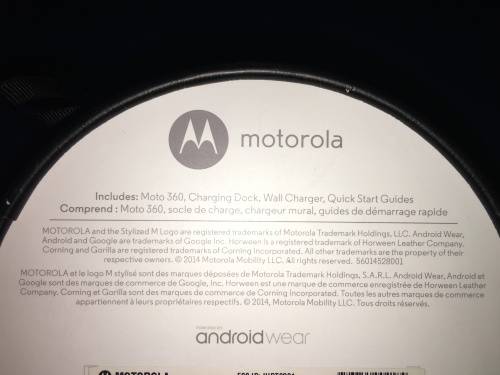 motorola
Includes: Moto 360, Charging Dock, Wall Charger, Quick Start Guides
Comprend : Moto 360, socle de charge, chargeur mural, guides de démarrage rapide
MOTOROLA and the Stylized M Logo are registered trademarks of Motorola Trademark Holdings, LLC. Android Wear,
Android and Google are trademarks of Google Inc. Horween is a registered trademark of Horween Leather Company.
Corning and Gorilla are registered trademarks of Corning Incorporated. All other trademarks are the property of their
respective owners. © 2014 Motorola Mobility LLC. All rights reserved. 56014528001
MOTOROLA et le logo M stylisé sont des marques déposées de Motorola Trademark Holdings, S.A.R.L. Android Wear, Android et
Google sont des marques de commerce de Google, Inc. Horween est une marque de commerce enregistrée de Horween Leather
Company. Corning et Gorilla sont des marques de commerce de Corning Incorporated. Toutes les autres marques de commerce
appartiennent à leurs propriétaires respectifs. © 2014, Motorola Mobility LLC. Tous droits réservés.
androidwear
MOTOROLA